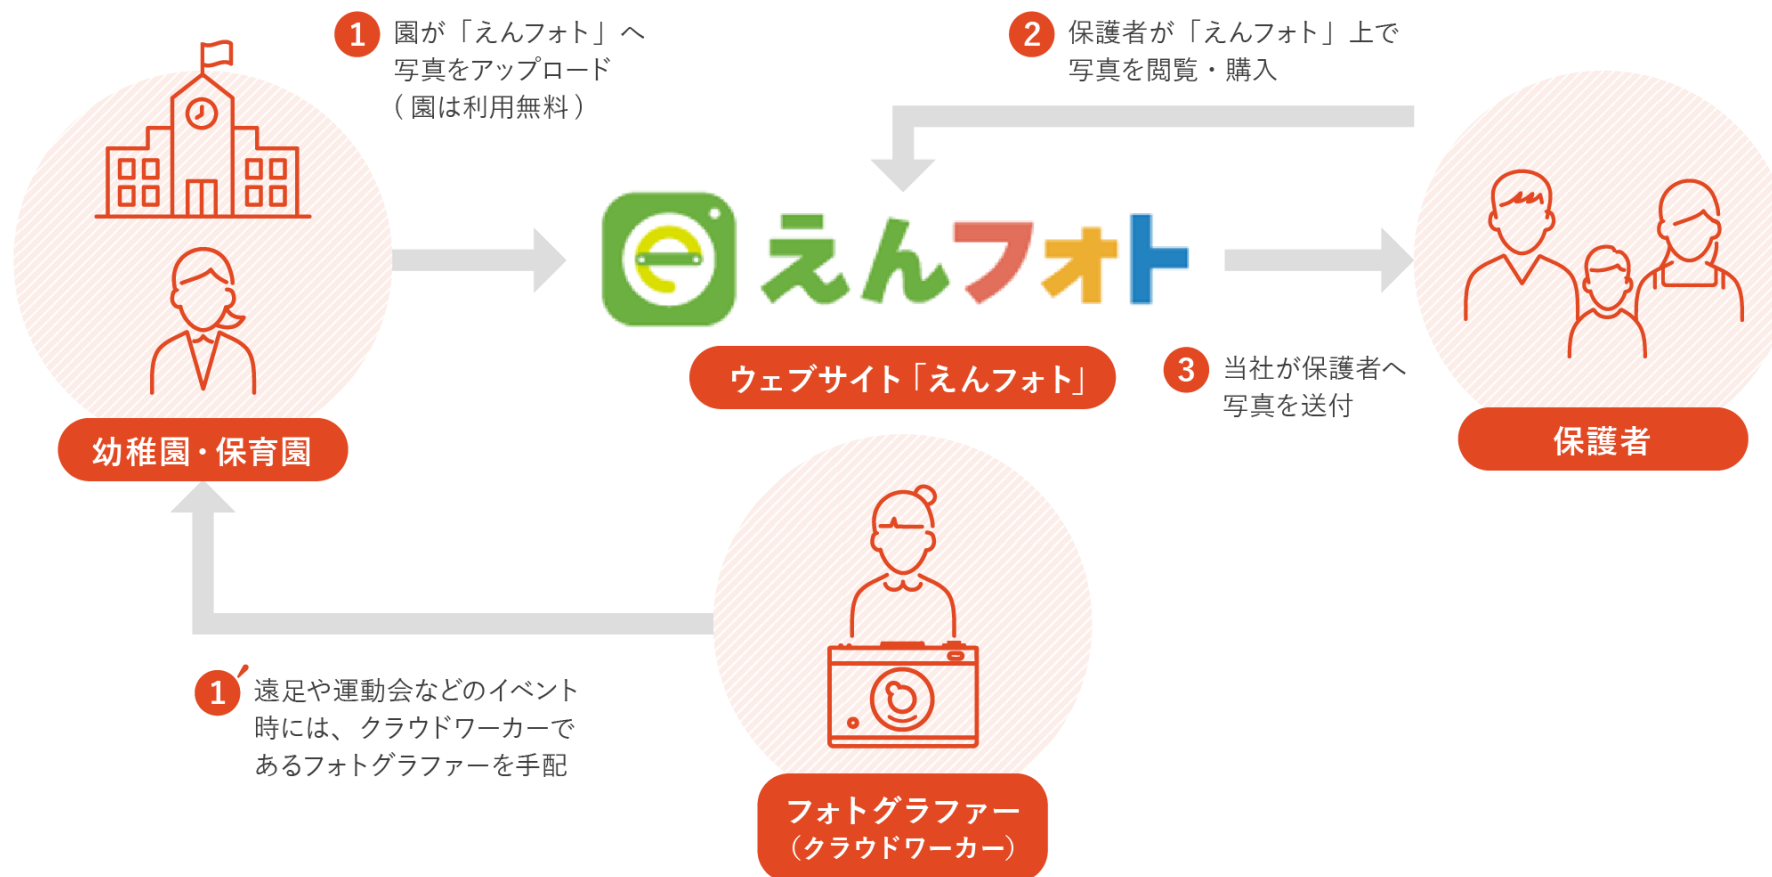 1 園が「えんフォト」へ
写真をアップロード
(園は利用無料)
2 保護者が「えんフォト」上で
写真を閲覧・購入
e えんフォト
ウェブサイト「えんフォト」
3 当社が保護者へ
写真を送付
幼稚園・保育園
保護者
1′ 遠足や運動会などのイベント
時には、クラウドワーカーで
あるフォトグラファーを手配
フォトグラファー
(クラウドワーカー)